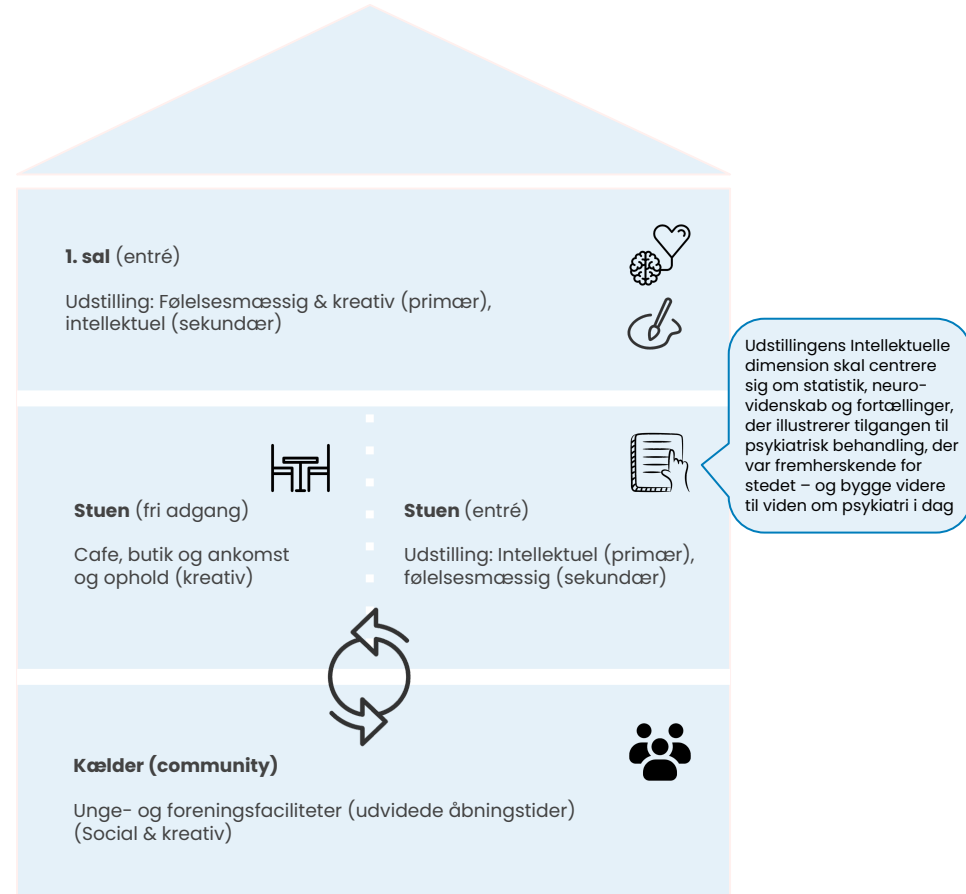 1. sal (entré)
Udstilling: Følelsesmæssig & kreativ (primær),
intellektuel (sekundær)
Udstillingens Intellektuelle
dimension skal centrere
sig om statistik, neuro-
videnskab og fortællinger,
der illustrerer tilgangen til
psykiatrisk behandling, der
var fremherskende for
stedet – og bygge videre
til viden om psykiatri i dag
Stuen (fri adgang)
Cafe, butik og ankomst
og ophold (kreativ)
Stuen (entré)
Udstilling: Intellektuel (primær),
følelsesmæssig (sekundær)
Kælder (community)
Unge- og foreningsfaciliteter (udvidede åbningstider)
(Social & kreativ)